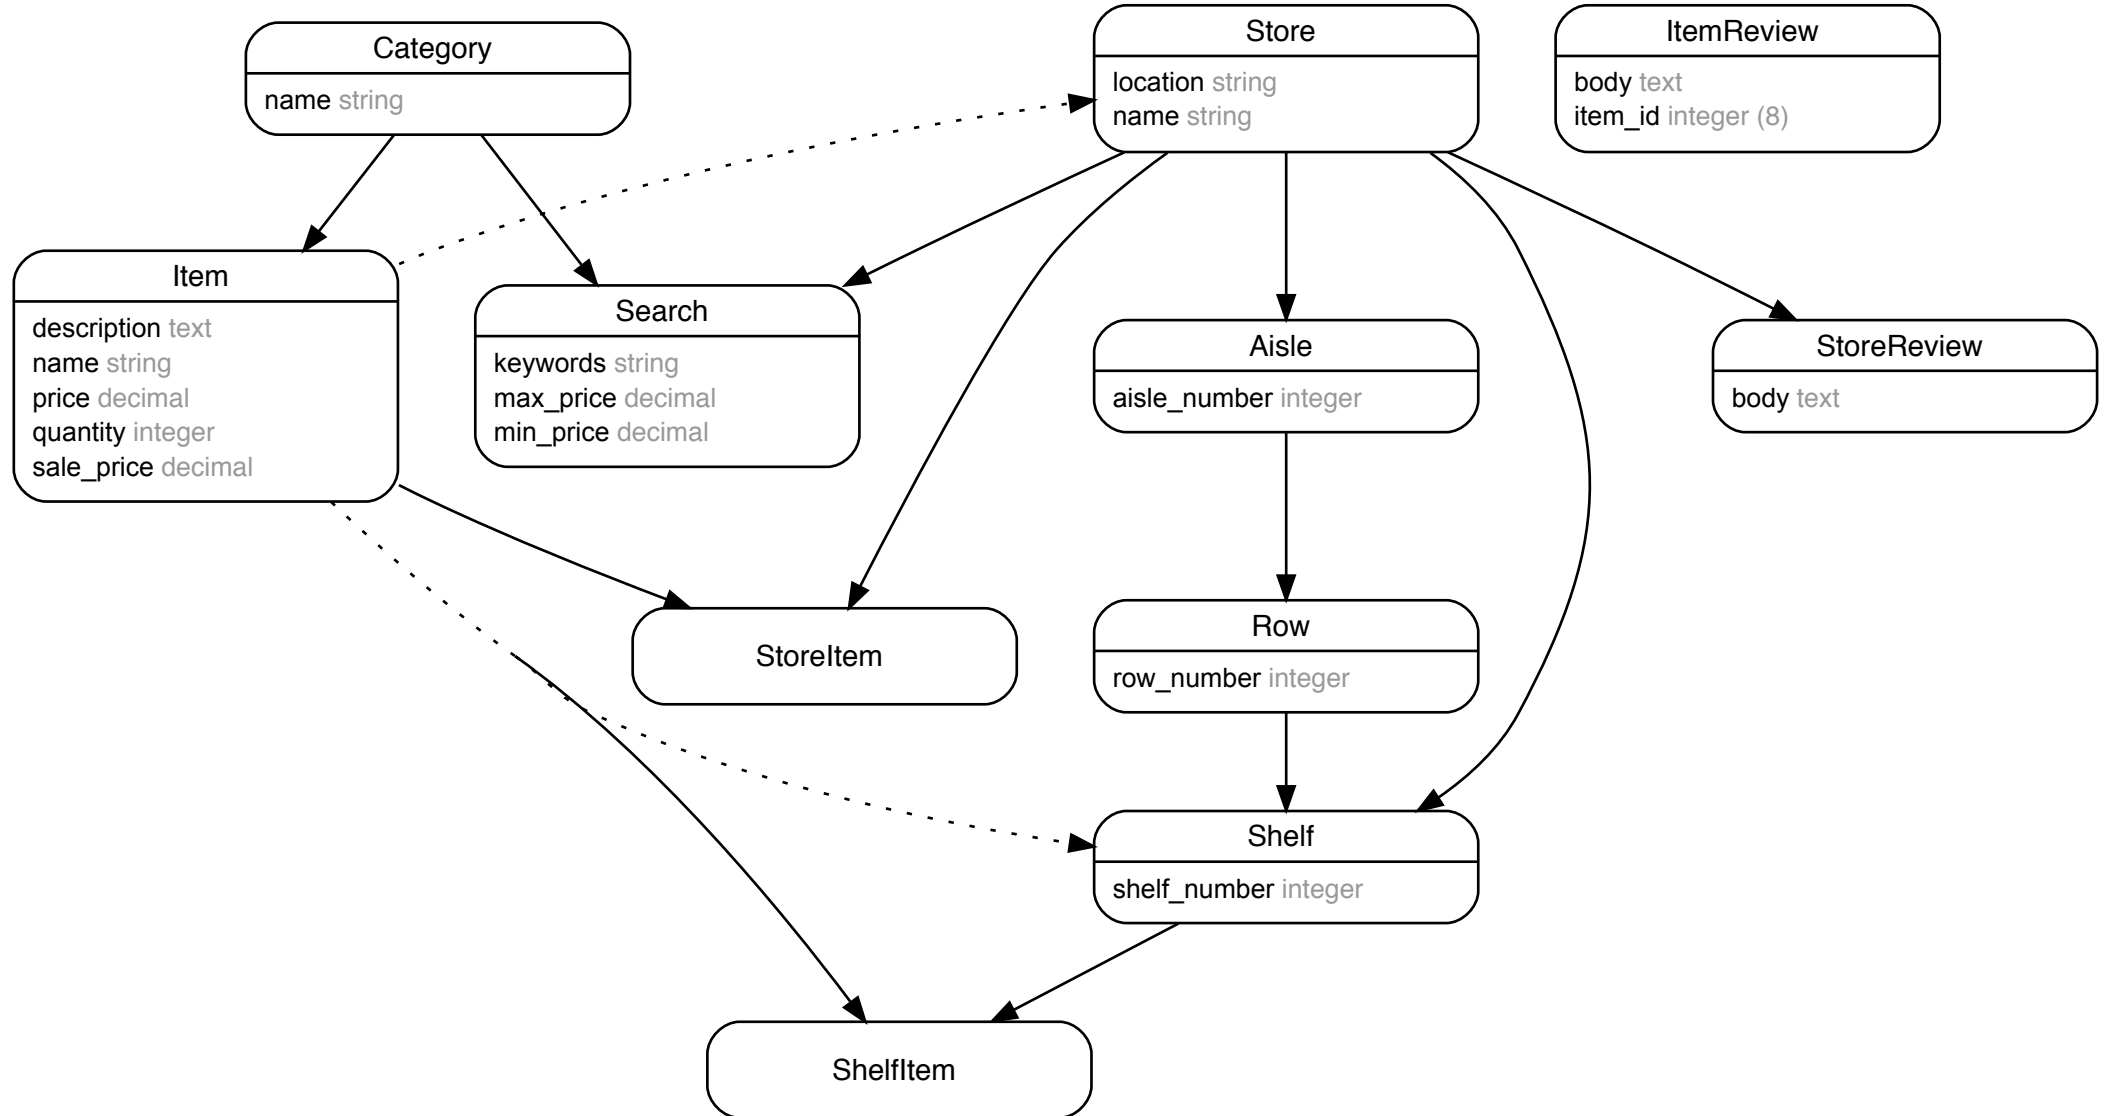 Category
name string
Store
location string
name string
ItemReview
body text
item_id integer (8)
Item
description text
name string
price decimal
quantity integer
sale_price decimal
Search
keywords string
max_price decimal
min_price decimal
Aisle
aisle_number integer
StoreReview
body text
StoreItem
Row
row_number integer
Shelf
shelf_number integer
ShelfItem